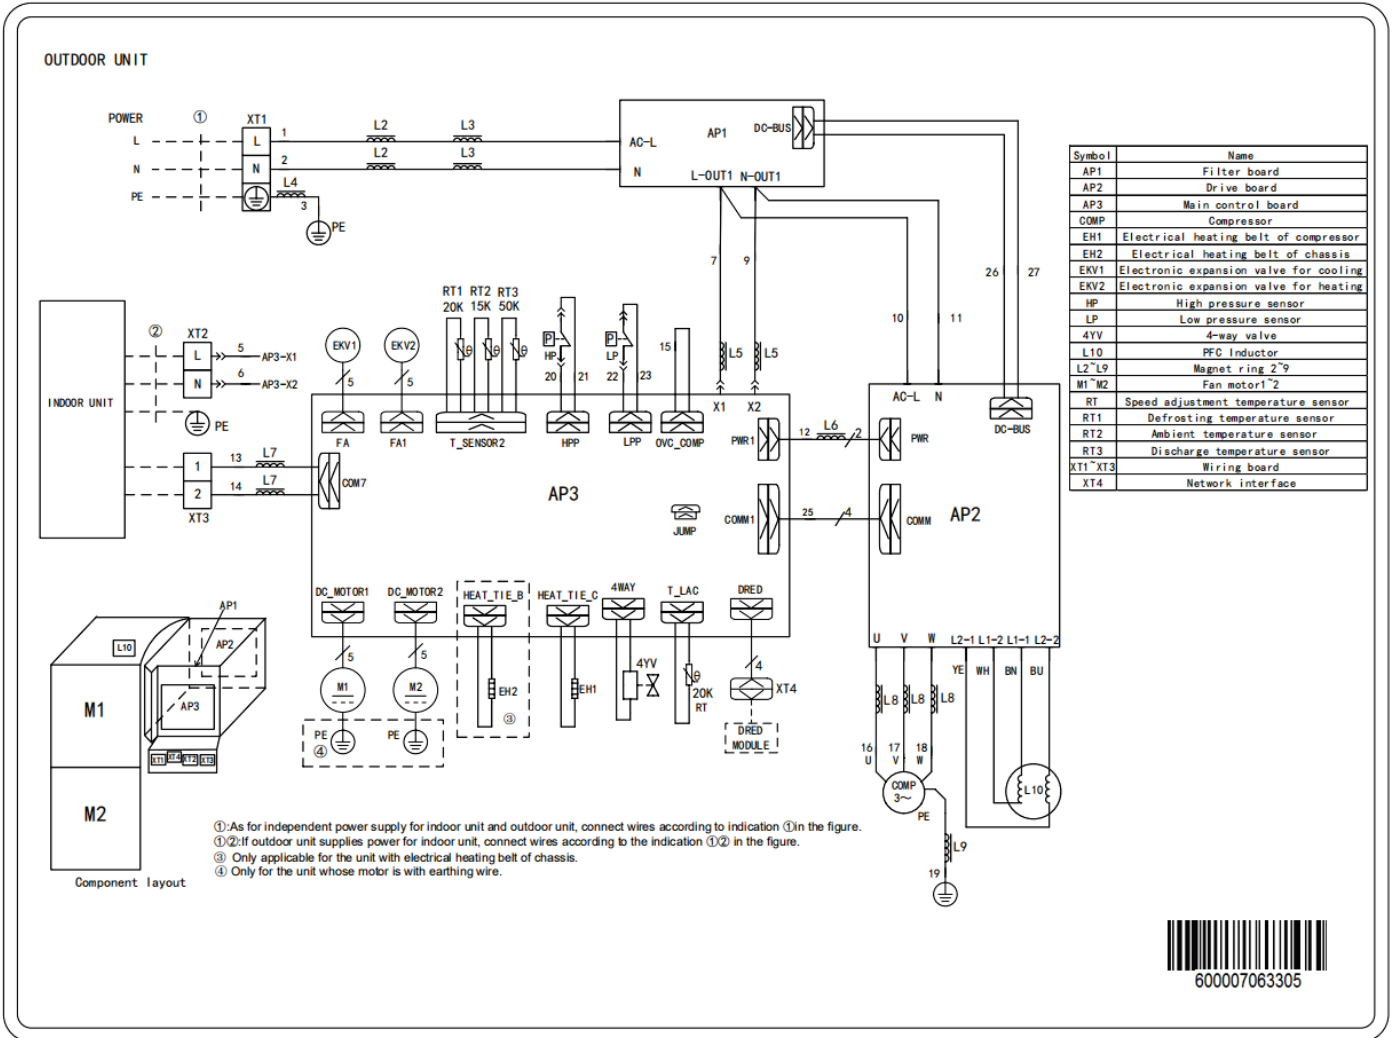 OUTDOOR UNIT
POWER ① XT1
L L 1 L2 L3 AC-L AP1 DC-BUS
N N 2 L2 L3 N
L-OUT1 N-OUT1
PE L4 3 PE
Symbol Name
AP1 Filter board
AP2 Drive board
AP3 Main control board
COMP Compressor
EH1 Electrical heating belt of compressor
EH2 Electrical heating belt of chassis
EKV1 Electronic expansion valve for cooling
EKV2 Electronic expansion valve for heating
HP High pressure sensor
LP Low pressure sensor
4YV 4-way valve
L10 PFC Inductor
L2~L9 Magnet ring 2~9
M1~M2 Fan motor1~2
RT Speed adjustment temperature sensor
RT1 Defrosting temperature sensor
RT2 Ambient temperature sensor
RT3 Discharge temperature sensor
XT1~XT3 Wiring board
XT4 Network interface
7 9 26 27
10 11
INDOOR UNIT
② XT2
L 5 AP3-X1
N 6 AP3-X2
PE
1 13 L7
2 14 L7
XT3
COM7
EKV1 EKV2
5 5
FA FA1
RT1 RT2 RT3
20K 15K 50K
θ θ θ
T_SENSOR2
P HP P LP
20 21 22 23
15
HPP LPP OVC_COMP
L5 L5
X1 X2
AC-L N
DC-BUS
PWR1 12 L6 2 PWR
AP3
JUMP
COMM1 25 4 COMM
AP2
DC_MOTOR1 DC_MOTOR2 HEAT_TIE_B HEAT_TIE_C 4WAY T_LAC DRED
5 5 4
M1 M2 EH2 EH1 4YV θ
20K
RT
XT4
③
PE PE
④
DRED
MODULE
U V W L2-1 L1-2 L1-1 L2-2
YE WH BN BU
L8 L8 L8
16 17 18
U V W
COMP
3~
PE
L10
L9
19
AP1
L10 AP2
M1 AP3
XT1 XT4 XT2 XT3
M2
Component layout
①:As for independent power supply for indoor unit and outdoor unit, connect wires according to indication ①in the figure.
①②:If outdoor unit supplies power for indoor unit, connect wires according to the indication ①② in the figure.
③ Only applicable for the unit with electrical heating belt of chassis.
④ Only for the unit whose motor is with earthing wire.
600007063305